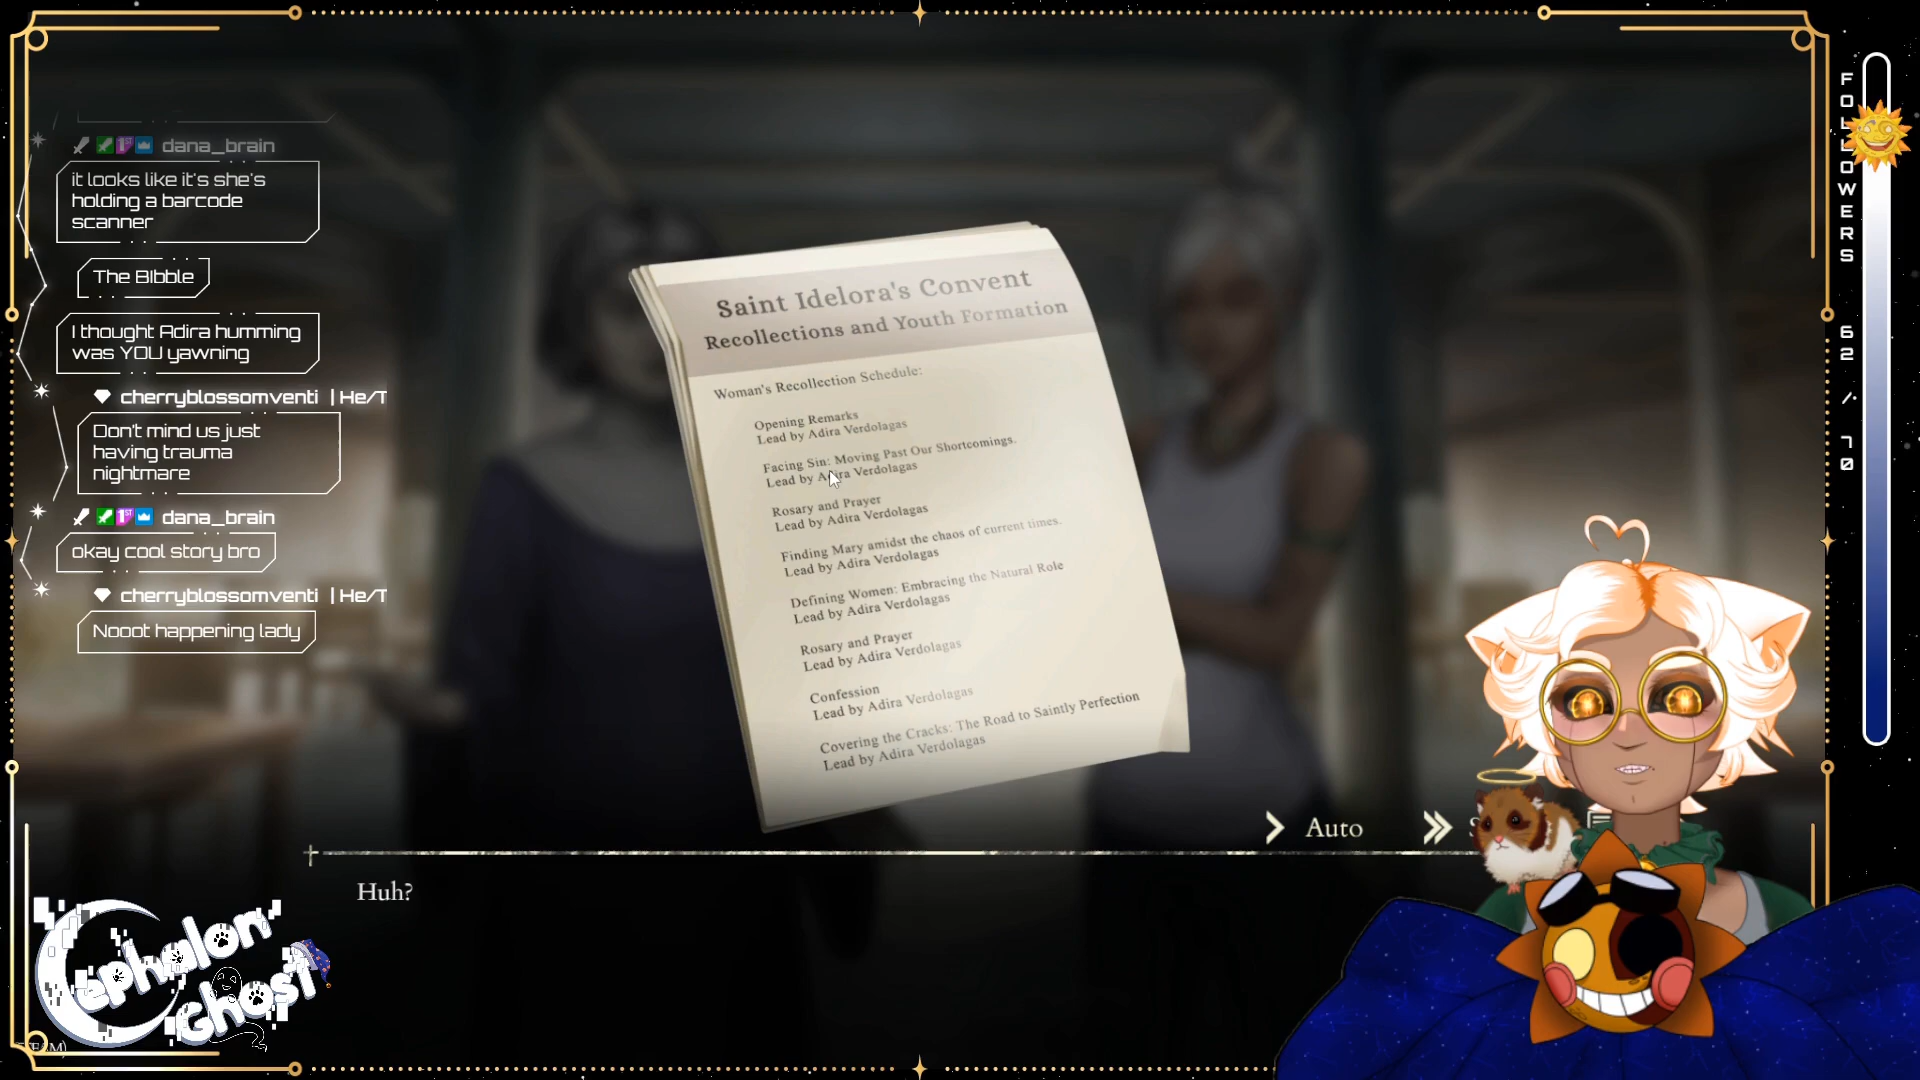 dana_brain
it looks like it's she's
holding a barcode
scanner
The BIbble
I thought Adira humming
was YOU yawning
cherryblossomventi | He/T
Don't mind us just
having trauma
nightmare
dana_brain
okay cool story bro
cherryblossomventi | He/T
Nooot happening lady
Saint Idelora's Convent
Recollections and Youth Formation
Woman's Recollection Schedule:
Opening Remarks
Lead by Adira Verdolagas
Facing Sin: Moving Past Our Shortcomings.
Lead by Adira Verdolagas
Rosary and Prayer
Lead by Adira Verdolagas
Finding Mary amidst the chaos of current times.
Lead by Adira Verdolagas
Defining Women: Embracing the Natural Role
Lead by Adira Verdolagas
Rosary and Prayer
Lead by Adira Verdolagas
Confession
Lead by Adira Verdolagas
Covering the Cracks: The Road to Saintly Perfection
Lead by Adira Verdolagas
Auto
Huh?
Cephalon
Ghost
FOLLOWERS 62/70